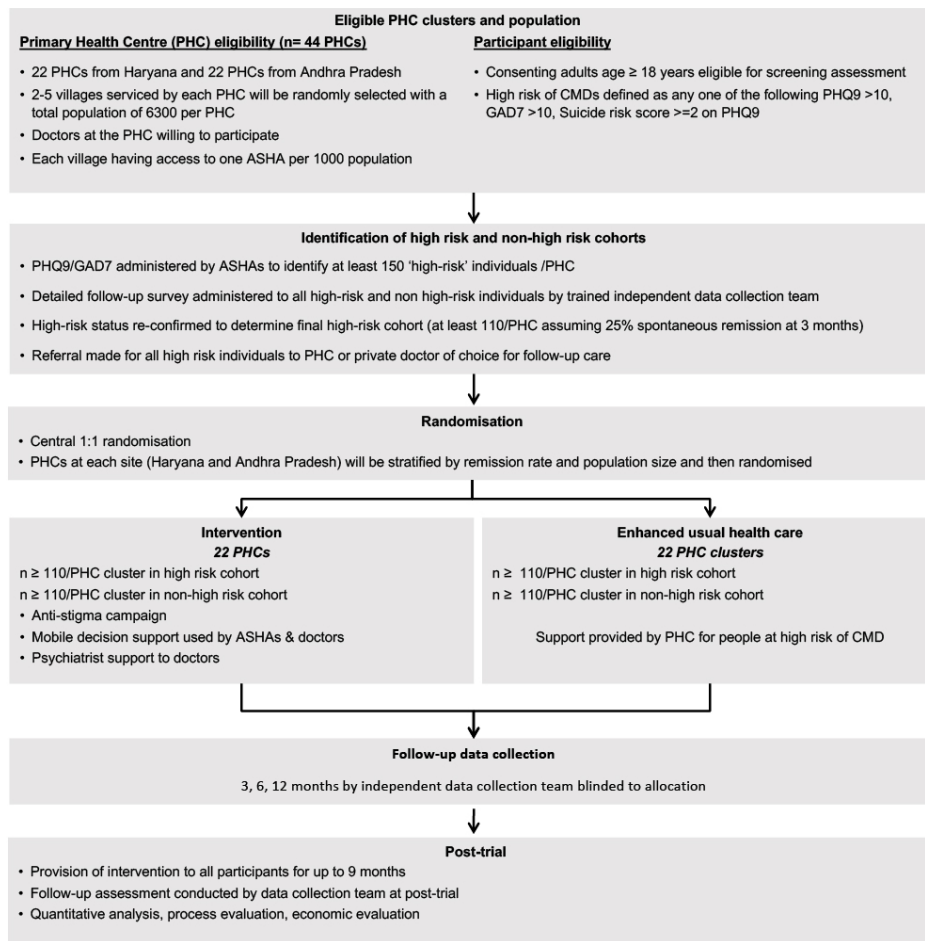 Eligible PHC clusters and population
Primary Health Centre (PHC) eligibility (n= 44 PHCs)
• 22 PHCs from Haryana and 22 PHCs from Andhra Pradesh
• 2-5 villages serviced by each PHC will be randomly selected with a
total population of 6300 per PHC
• Doctors at the PHC willing to participate
• Each village having access to one ASHA per 1000 population
Participant eligibility
• Consenting adults age ≥ 18 years eligible for screening assessment
• High risk of CMDs defined as any one of the following PHQ9 >10,
GAD7 >10, Suicide risk score >=2 on PHQ9
Identification of high risk and non-high risk cohorts
• PHQ9/GAD7 administered by ASHAs to identify at least 150 ‘high-risk’ individuals /PHC
• Detailed follow-up survey administered to all high-risk and non high-risk individuals by trained independent data collection team
• High-risk status re-confirmed to determine final high-risk cohort (at least 110/PHC assuming 25% spontaneous remission at 3 months)
• Referral made for all high risk individuals to PHC or private doctor of choice for follow-up care
Randomisation
• Central 1:1 randomisation
• PHCs at each site (Haryana and Andhra Pradesh) will be stratified by remission rate and population size and then randomised
Intervention
22 PHCs
n ≥ 110/PHC cluster in high risk cohort
n ≥ 110/PHC cluster in non-high risk cohort
• Anti-stigma campaign
• Mobile decision support used by ASHAs & doctors
• Psychiatrist support to doctors
Enhanced usual health care
22 PHC clusters
n ≥ 110/PHC cluster in high risk cohort
n ≥ 110/PHC cluster in non-high risk cohort
Support provided by PHC for people at high risk of CMD
Follow-up data collection
3, 6, 12 months by independent data collection team blinded to allocation
Post-trial
• Provision of intervention to all participants for up to 9 months
• Follow-up assessment conducted by data collection team at post-trial
• Quantitative analysis, process evaluation, economic evaluation